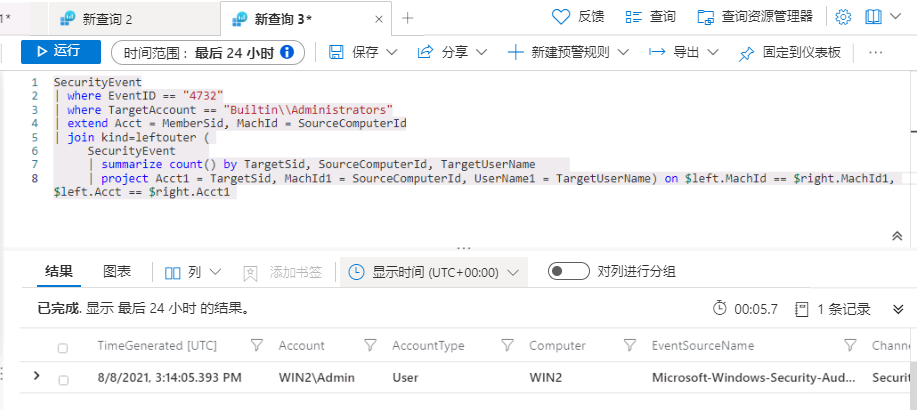 1*
新查询 2
新查询 3*
反馈
查询
查询资源管理器
运行
时间范围 : 最后 24 小时
保存
分享
新建预警规则
导出
固定到仪表板
1 SecurityEvent
2 | where EventID == "4732"
3 | where TargetAccount == "Builtin\\Administrators"
4 | extend Acct = MemberSid, MachId = SourceComputerId
5 | join kind=leftouter (
6 SecurityEvent
7 | summarize count() by TargetSid, SourceComputerId, TargetUserName
8 | project Acct1 = TargetSid, MachId1 = SourceComputerId, UserName1 = TargetUserName) on $left.MachId == $right.MachId1,
$left.Acct == $right.Acct1
结果
图表
列
添加书签
显示时间 (UTC+00:00)
对列进行分组
已完成. 显示 最后 24 小时 的结果。
00:05.7
1 条记录
TimeGenerated [UTC] Account AccountType Computer EventSourceName Channe
8/8/2021, 3:14:05.393 PM WIN2\Admin User WIN2 Microsoft-Windows-Security-Aud... Securit